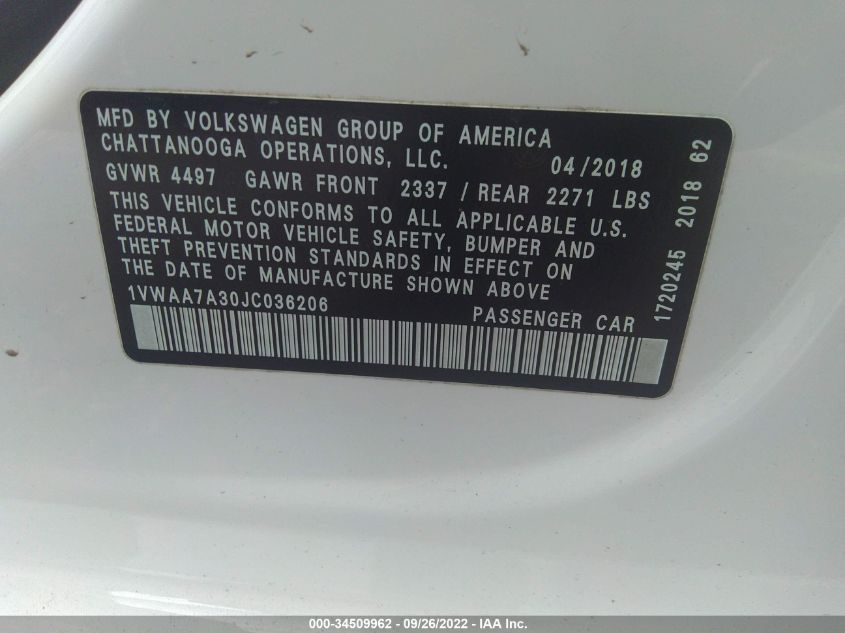 MFD BY VOLKSWAGEN GROUP OF AMERICA
CHATTANOOGA OPERATIONS, LLC. 04/2018
GVWR 4497 GAWR FRONT 2337 / REAR 2271 LBS
THIS VEHICLE CONFORMS TO ALL APPLICABLE U.S.
FEDERAL MOTOR VEHICLE SAFETY, BUMPER AND
THEFT PREVENTION STANDARDS IN EFFECT ON
THE DATE OF MANUFACTURE SHOWN ABOVE
1VWAA7A30JC036206 PASSENGER CAR
1720245 2018 62
000-34509962 - 09/26/2022 - IAA Inc.